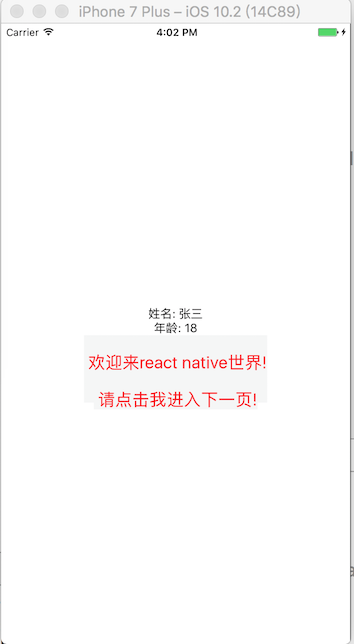 iPhone 7 Plus – iOS 10.2 (14C89)
Carrier 4:02 PM
姓名: 张三
年龄: 18
欢迎来react native世界!
请点击我进入下一页!